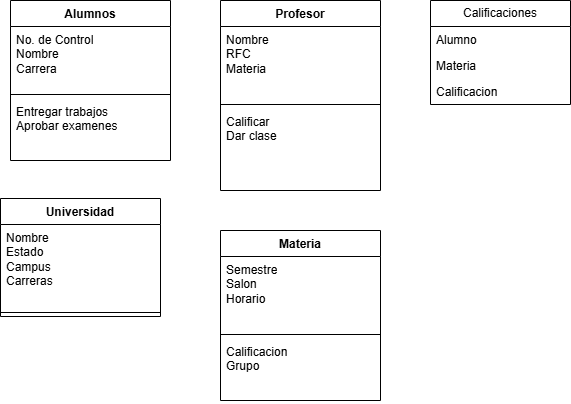 Alumnos
No. de Control
Nombre
Carrera
Entregar trabajos
Aprobar examenes
Profesor
Nombre
RFC
Materia
Calificar
Dar clase
Calificaciones
Alumno
Materia
Calificacion
Universidad
Nombre
Estado
Campus
Carreras
Materia
Semestre
Salon
Horario
Calificacion
Grupo